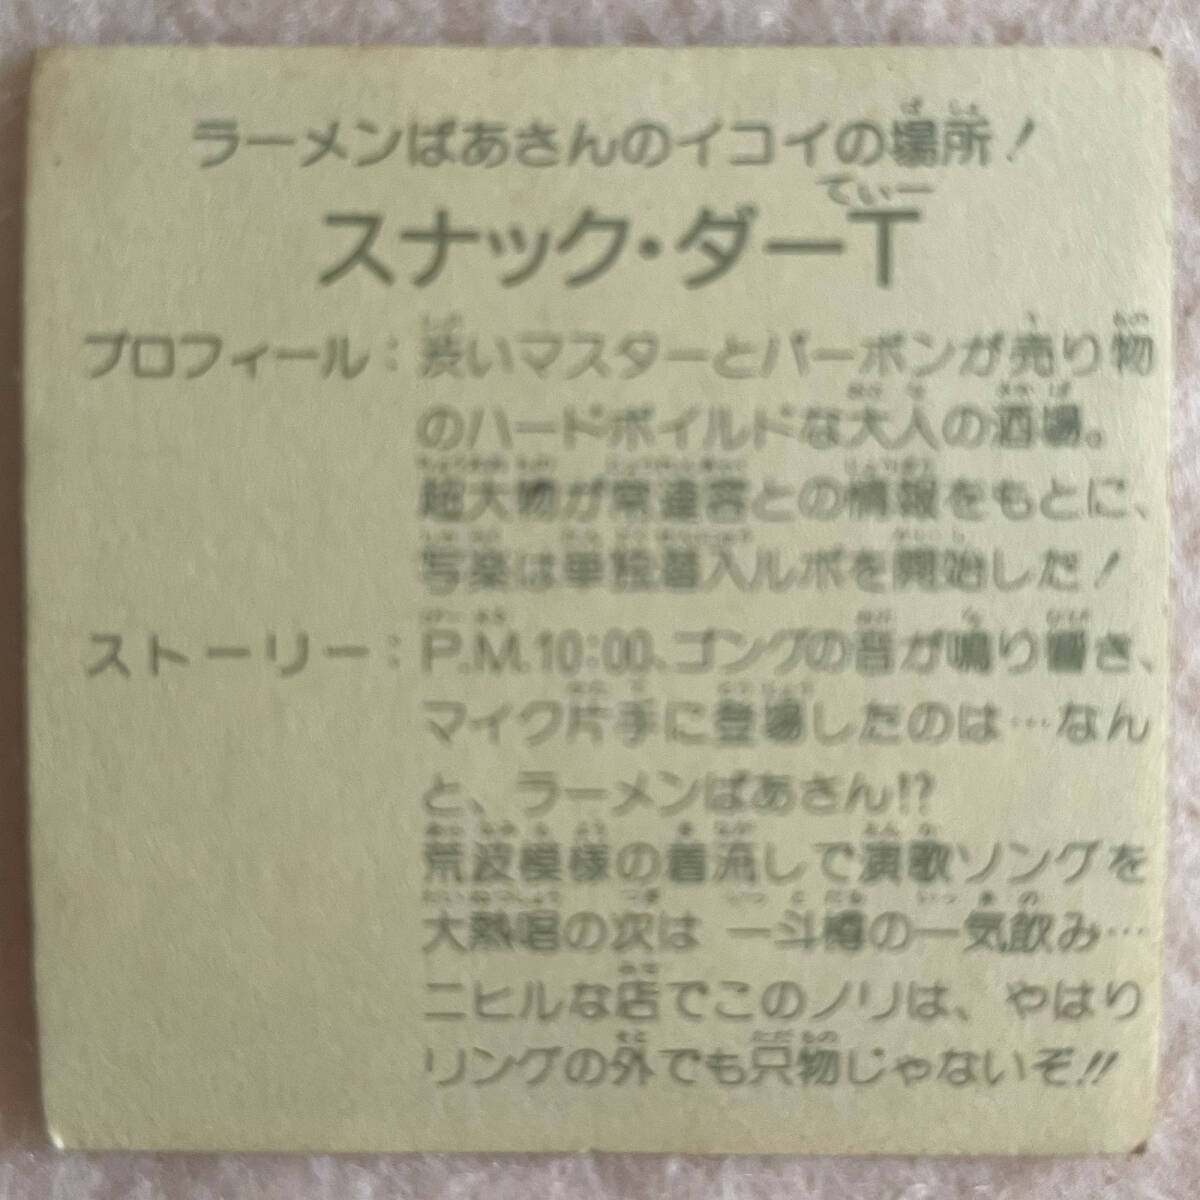 ラーメンばあさんのイコイの場所！
スナック・ダーT
プロフィール：渋いマスターとバーボンが売り物
のハードボイルドな大人の酒場。
超大物が常連客との情報をもとに、
写楽は単独潜入ルポを開始した！
ストーリー：P.M.10:00、ゴングの音が鳴り響き、
マイク片手に登場したのは…なん
と、ラーメンばあさん!?
荒波模様の着流しで演歌ソングを
大熱唱の次は 一斗樽の一気飲み…
ニヒルな店でこのノリは、やはり
リングの外でも只物じゃないぞ!!